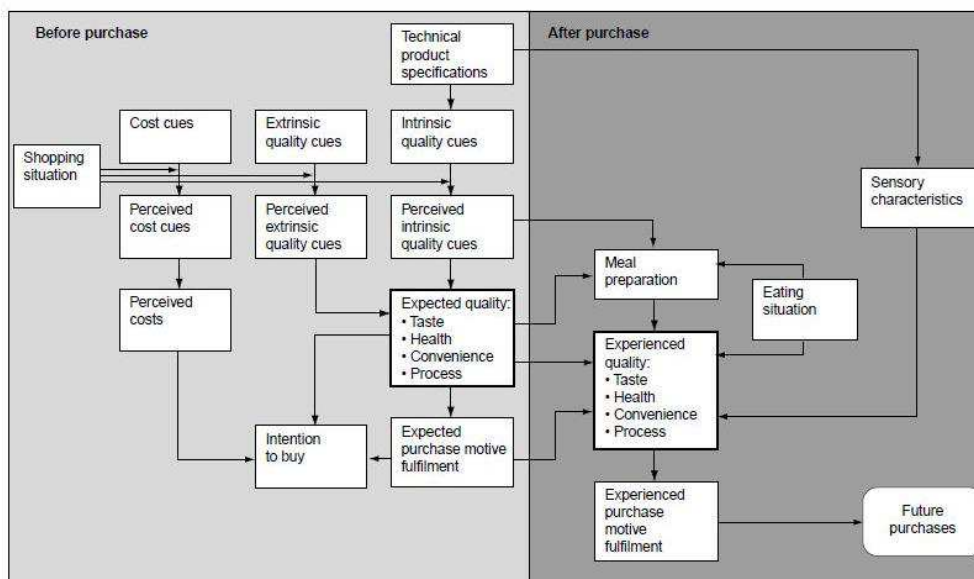 Before purchase
After purchase
Technical
product
specifications
Cost cues
Extrinsic
quality cues
Intrinsic
quality cues
Shopping
situation
Sensory
characteristics
Perceived
cost cues
Perceived
extrinsic
quality cues
Perceived
intrinsic
quality cues
Meal
preparation
Eating
situation
Perceived
costs
Expected quality:
• Taste
• Health
• Convenience
• Process
Experienced
quality:
• Taste
• Health
• Convenience
• Process
Intention
to buy
Expected
purchase motive
fulfilment
Experienced
purchase
motive
fulfilment
Future
purchases